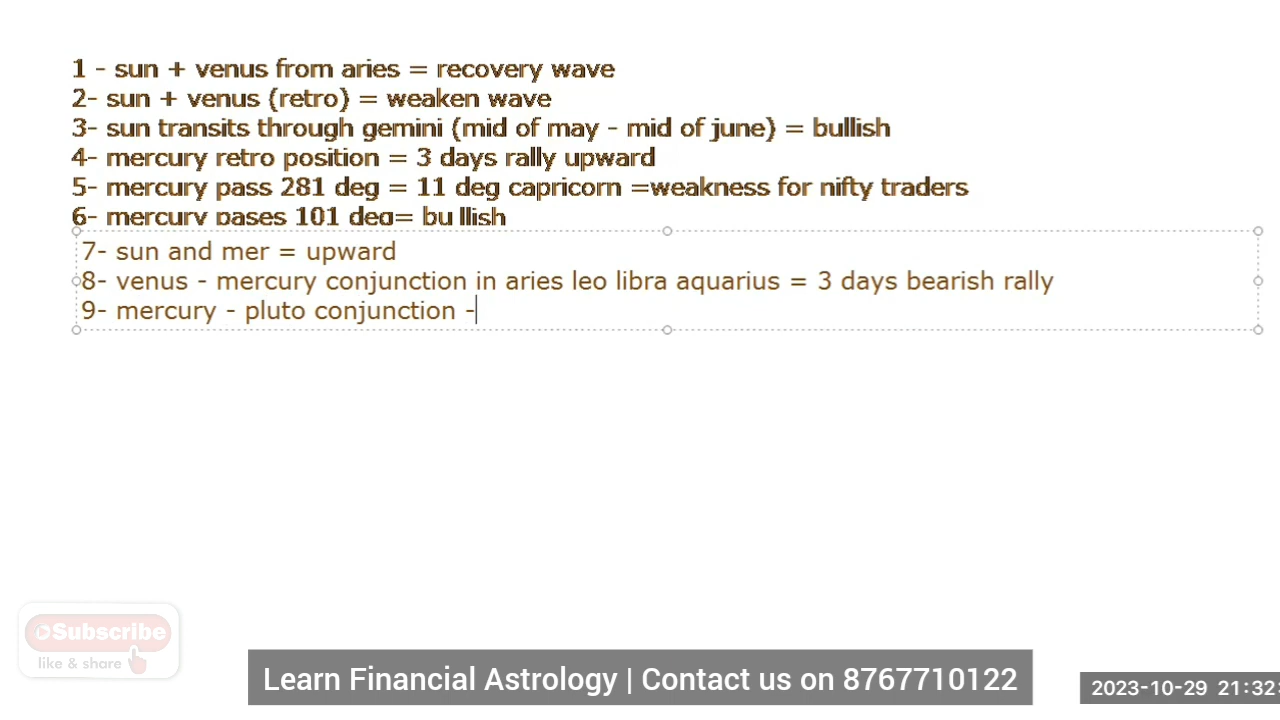 1 - sun + venus from aries = recovery wave
2- sun + venus (retro) = weaken wave
3- sun transits through gemini (mid of may - mid of june) = bullish
4- mercury retro position = 3 days rally upward
5- mercury pass 281 deg = 11 deg capricorn =weakness for nifty traders
6- mercury pases 101 deg= bu llish
7- sun and mer = upward
8- venus - mercury conjunction in aries leo libra aquarius = 3 days bearish rally
9- mercury - pluto conjunction -
Subscribe
like & share
Learn Financial Astrology | Contact us on 8767710122
2023-10-29 21:32: